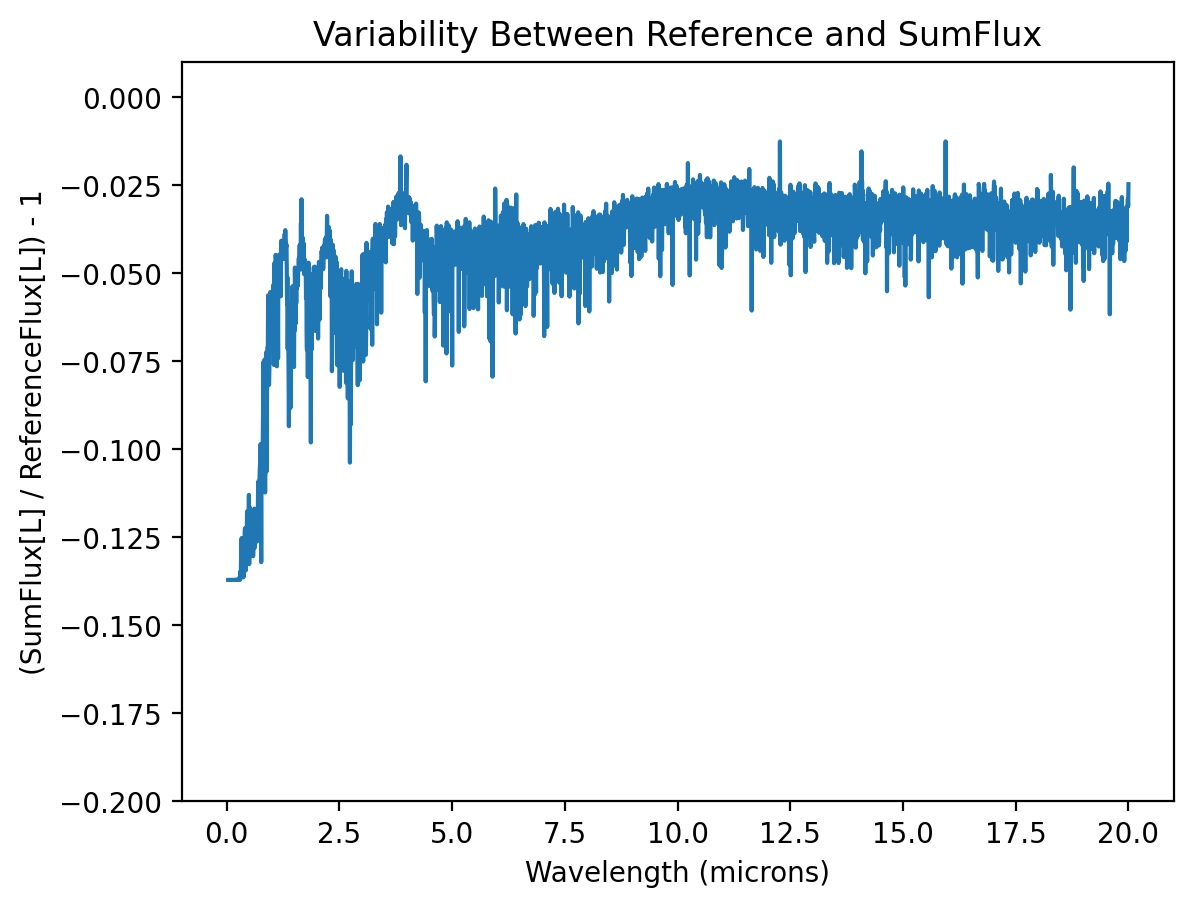 Variability Between Reference and SumFlux
(SumFlux[L] / ReferenceFlux[L]) - 1
0.000
−0.025
−0.050
−0.075
−0.100
−0.125
−0.150
−0.175
−0.200
0.0 2.5 5.0 7.5 10.0 12.5 15.0 17.5 20.0
Wavelength (microns)